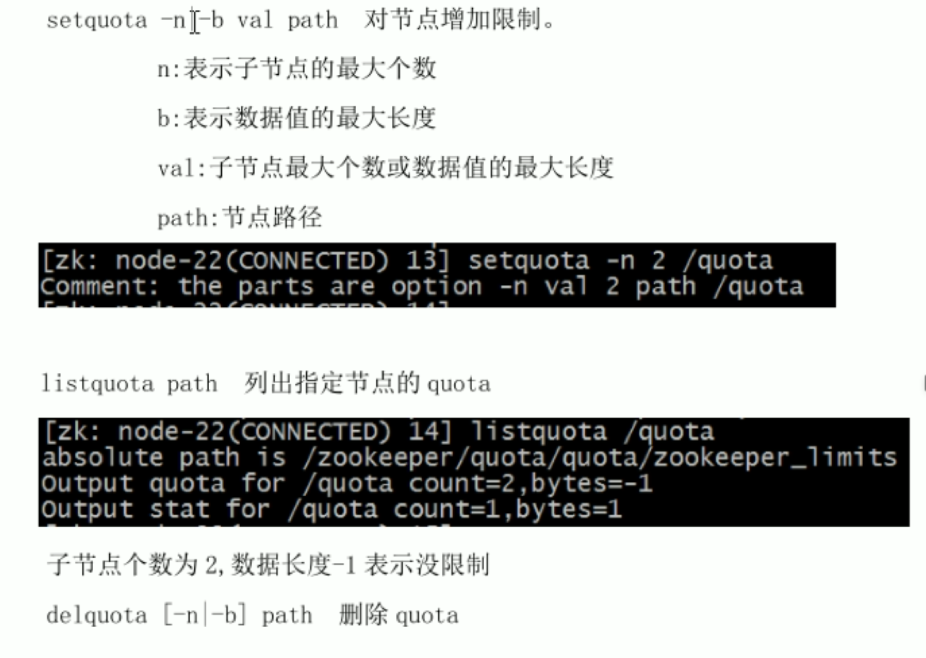 setquota -n|-b val path 对节点增加限制。
n:表示子节点的最大个数
b:表示数据值的最大长度
val:子节点最大个数或数据值的最大长度
path:节点路径
[zk: node-22(CONNECTED) 13] setquota -n 2 /quota
Comment: the parts are option -n val 2 path /quota
listquota path 列出指定节点的 quota
[zk: node-22(CONNECTED) 14] listquota /quota
absolute path is /zookeeper/quota/quota/zookeeper_limits
Output quota for /quota count=2,bytes=-1
Output stat for /quota count=1,bytes=1
子节点个数为 2,数据长度-1 表示没限制
delquota [-n|-b] path 删除 quota